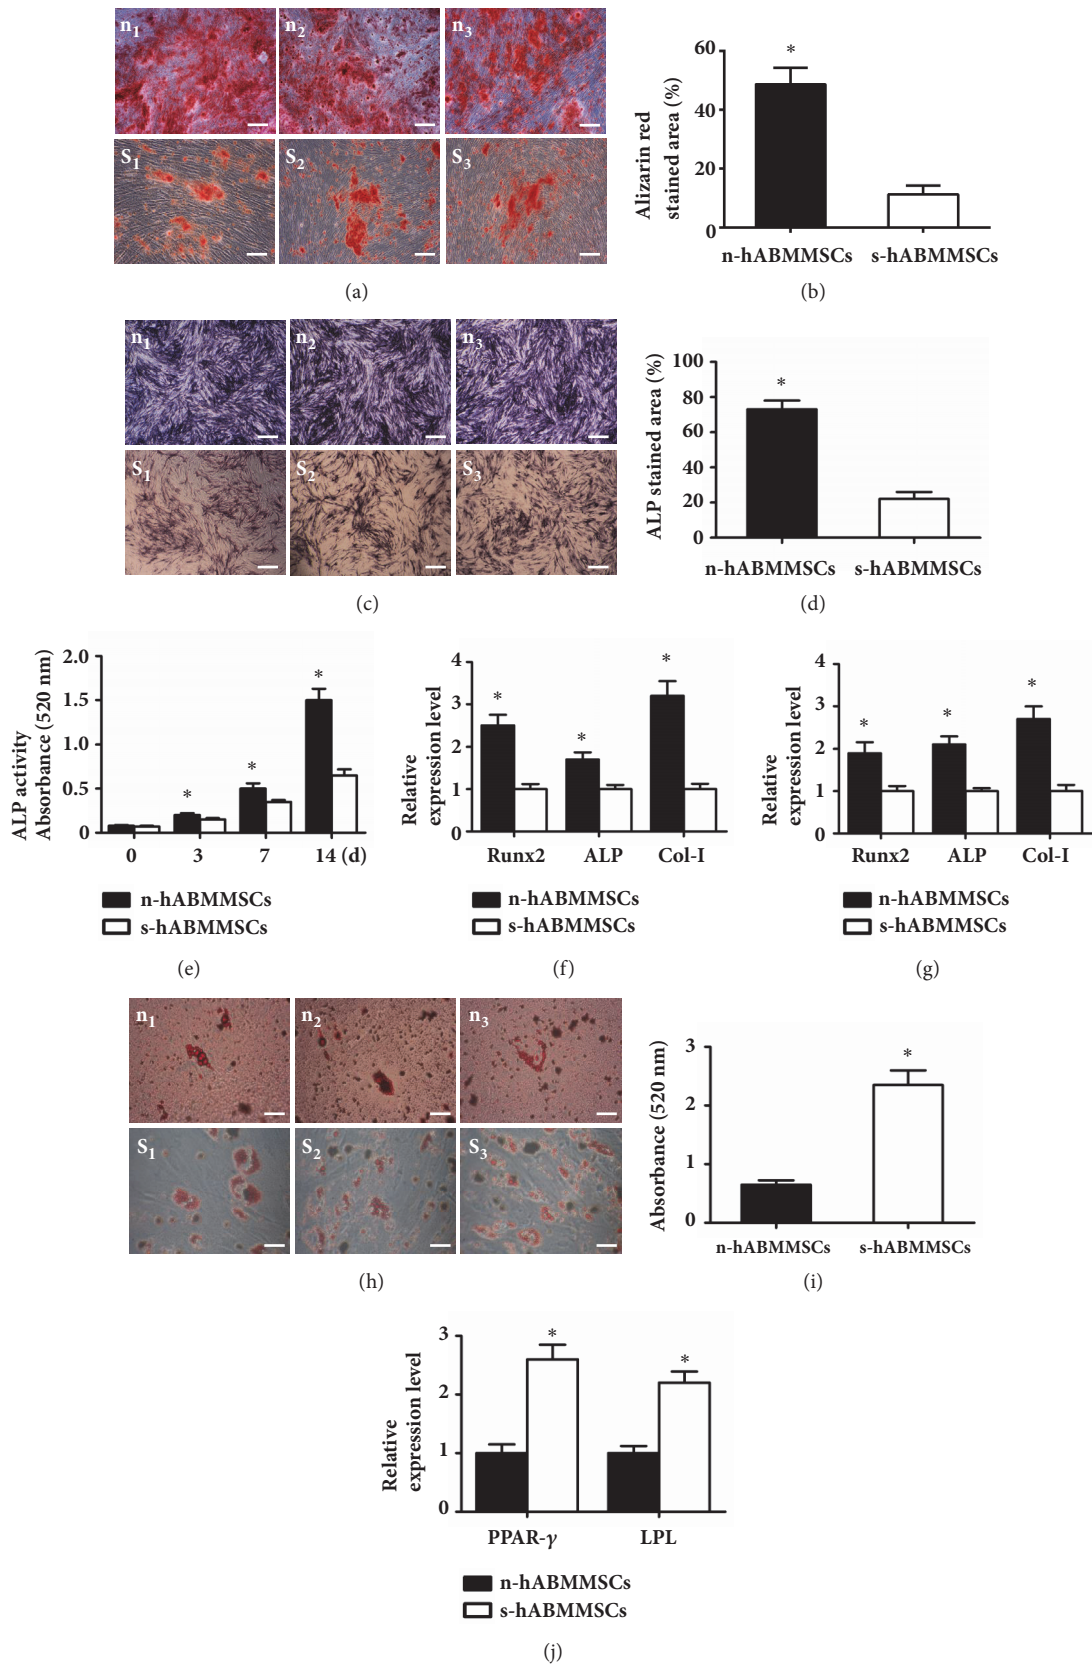 n1 n2 n3
S1 S2 S3
(a)
Alizarin red
stained area (%)
60
40
20
0
*
n-hABMMSCs s-hABMMSCs
(b)
n1 n2 n3
S1 S2 S3
(c)
ALP stained area (%)
100
80
60
40
20
0
*
n-hABMMSCs s-hABMMSCs
(d)
ALP activity
Absorbance (520 nm)
2.0
1.5
1.0
0.5
0
* * *
0 3 7 14 (d)
n-hABMMSCs
s-hABMMSCs
(e)
Relative
expression level
4
3
2
1
0
* * *
Runx2 ALP Col-I
n-hABMMSCs
s-hABMMSCs
(f)
Relative
expression level
4
3
2
1
0
* * *
Runx2 ALP Col-I
n-hABMMSCs
s-hABMMSCs
(g)
n1 n2 n3
S1 S2 S3
(h)
Absorbance (520 nm)
3
2
1
0
*
n-hABMMSCs s-hABMMSCs
(i)
Relative
expression level
3
2
1
0
* *
PPAR-γ LPL
n-hABMMSCs
s-hABMMSCs
(j)